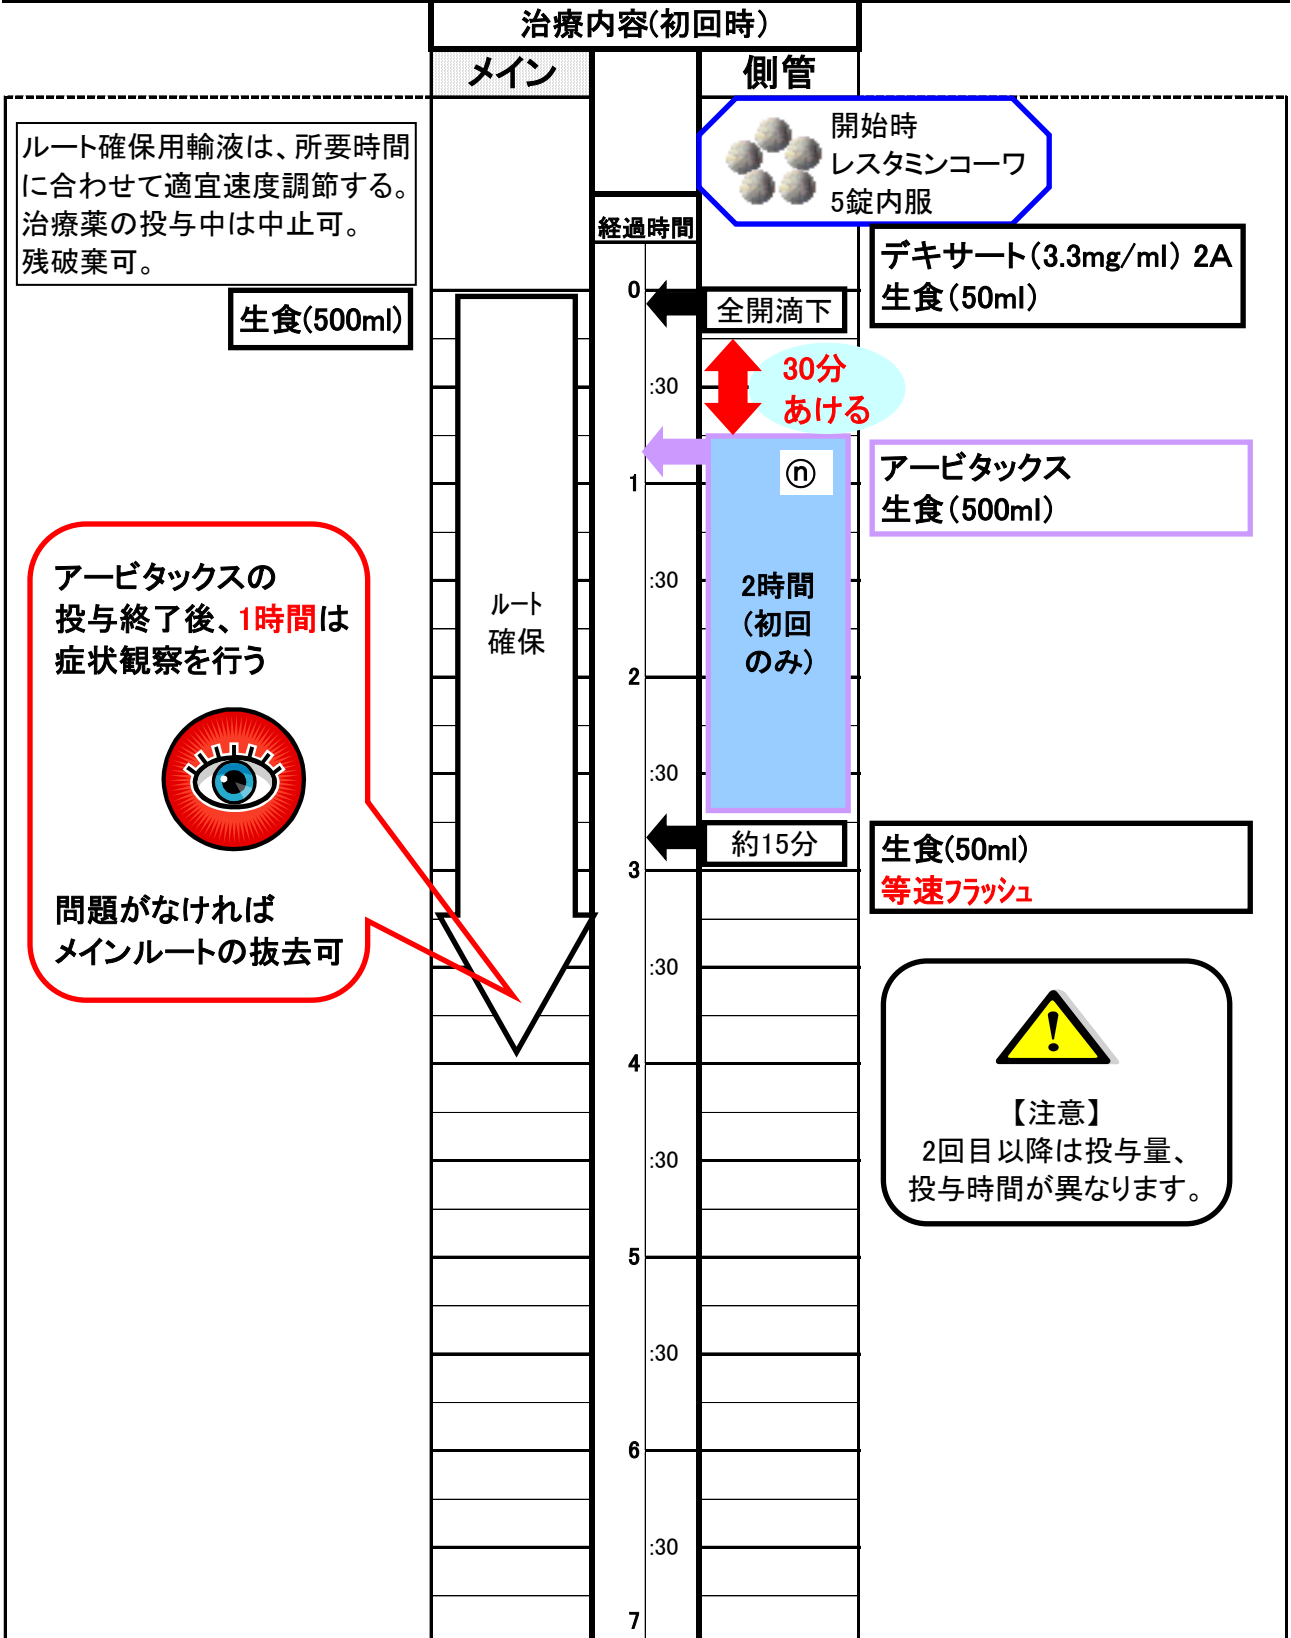 治療内容(初回時)
メイン
側管
ルート確保用輸液は、所要時間
に合わせて適宜速度調節する。
治療薬の投与中は中止可。
残破棄可。
開始時
レスタミンコーワ
5錠内服
経過時間
デキサート(3.3mg/ml) 2A
生食(50ml)
生食(500ml)
0
全開滴下
:30
30分
あける
アービタックス
生食(500ml)
ⓝ
1
:30
2時間
(初回
のみ)
ルート
確保
アービタックスの
投与終了後、1時間は
症状観察を行う
問題がなければ
メインルートの抜去可
2
:30
約15分
生食(50ml)
等速フラッシュ
3
:30
4
【注意】
2回目以降は投与量、
投与時間が異なります。
:30
5
:30
6
:30
7